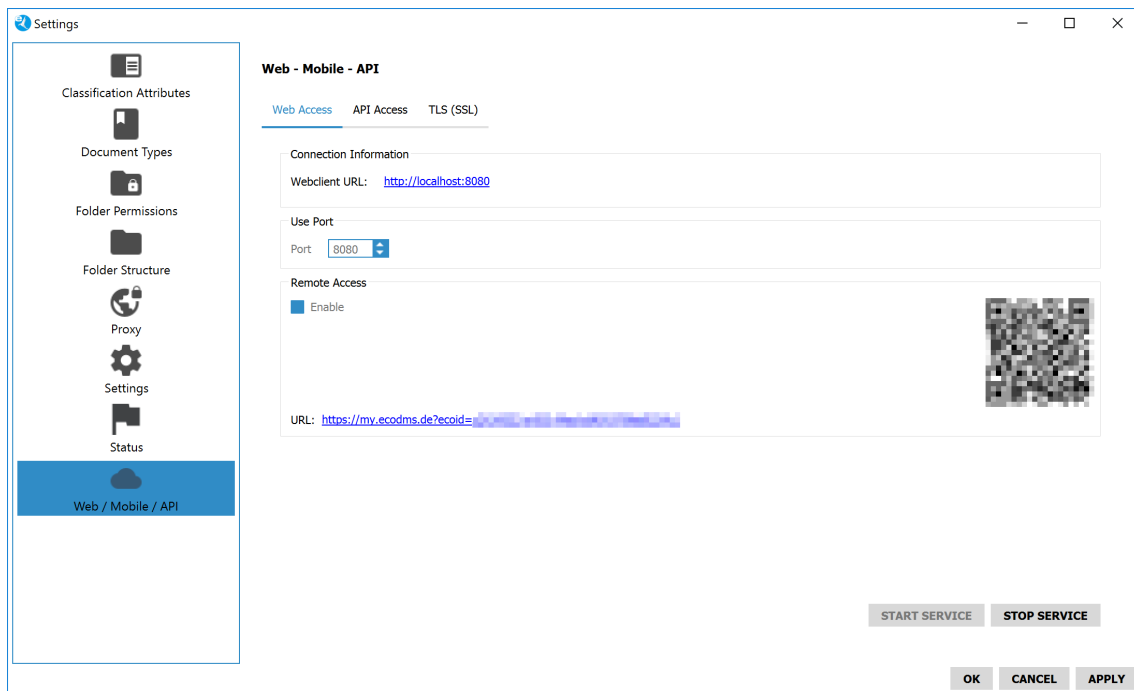 Settings
Classification Attributes
Document Types
Folder Permissions
Folder Structure
Proxy
Settings
Status
Web / Mobile / API
Web - Mobile - API
Web Access API Access TLS (SSL)
Connection Information
Webclient URL: http://localhost:8080
Use Port
Port 8080
Remote Access
Enable
URL: https://my.ecodms.de?ecoid=
START SERVICE STOP SERVICE
OK CANCEL APPLY